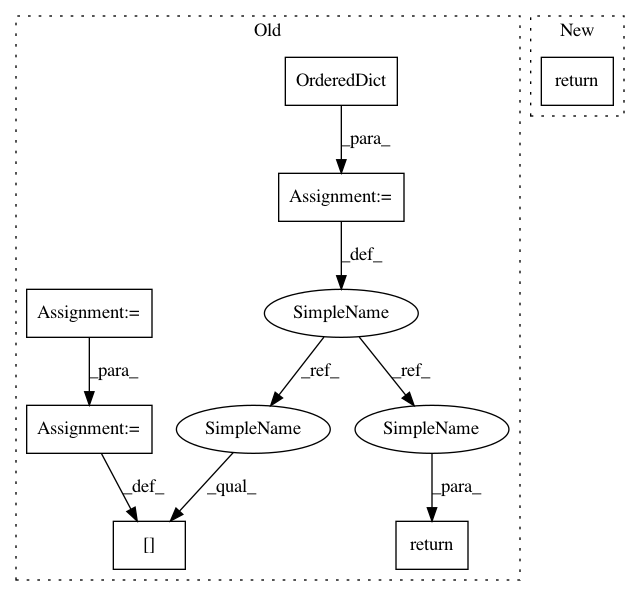 Old
New
OrderedDict
return
_para_
Assignment:=
_def_
Assignment:=
SimpleName
_para_
_ref_
_ref_
Assignment:=
SimpleName
SimpleName
_def_
_qual_
_para_
[]
return